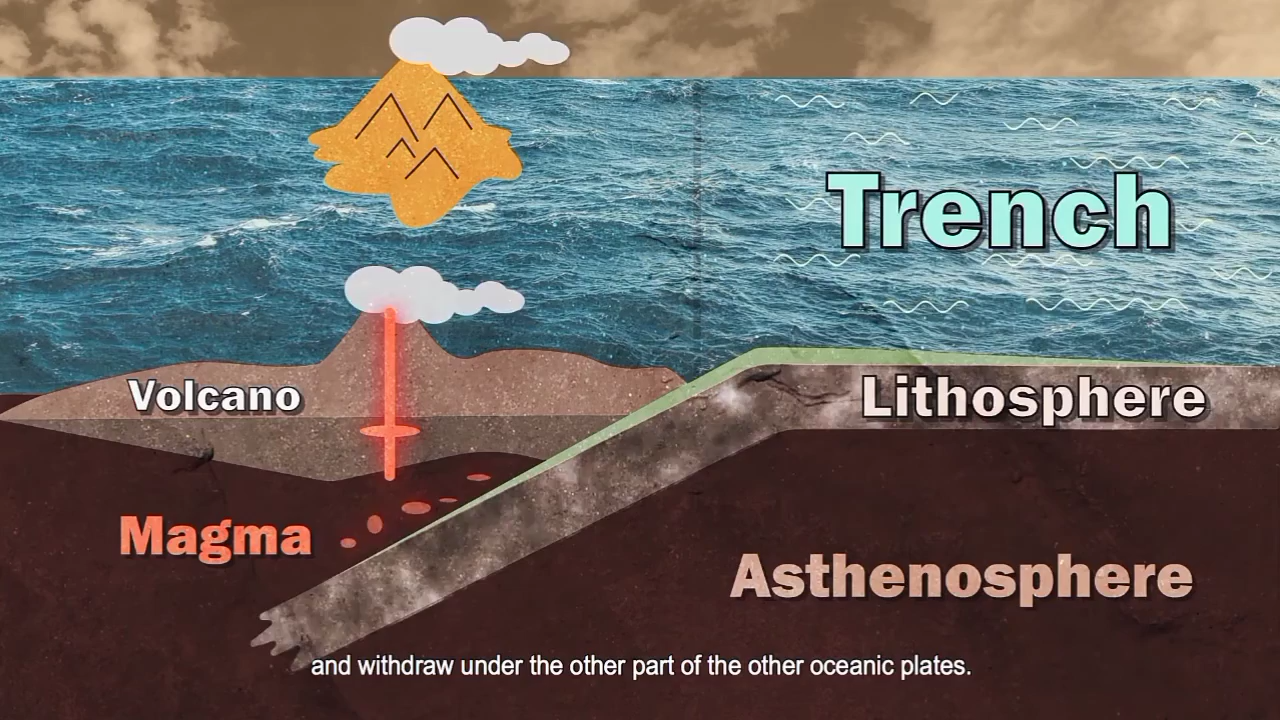 Trench
Volcano
Lithosphere
Magma
Asthenosphere
and withdraw under the other part of the other oceanic plates.